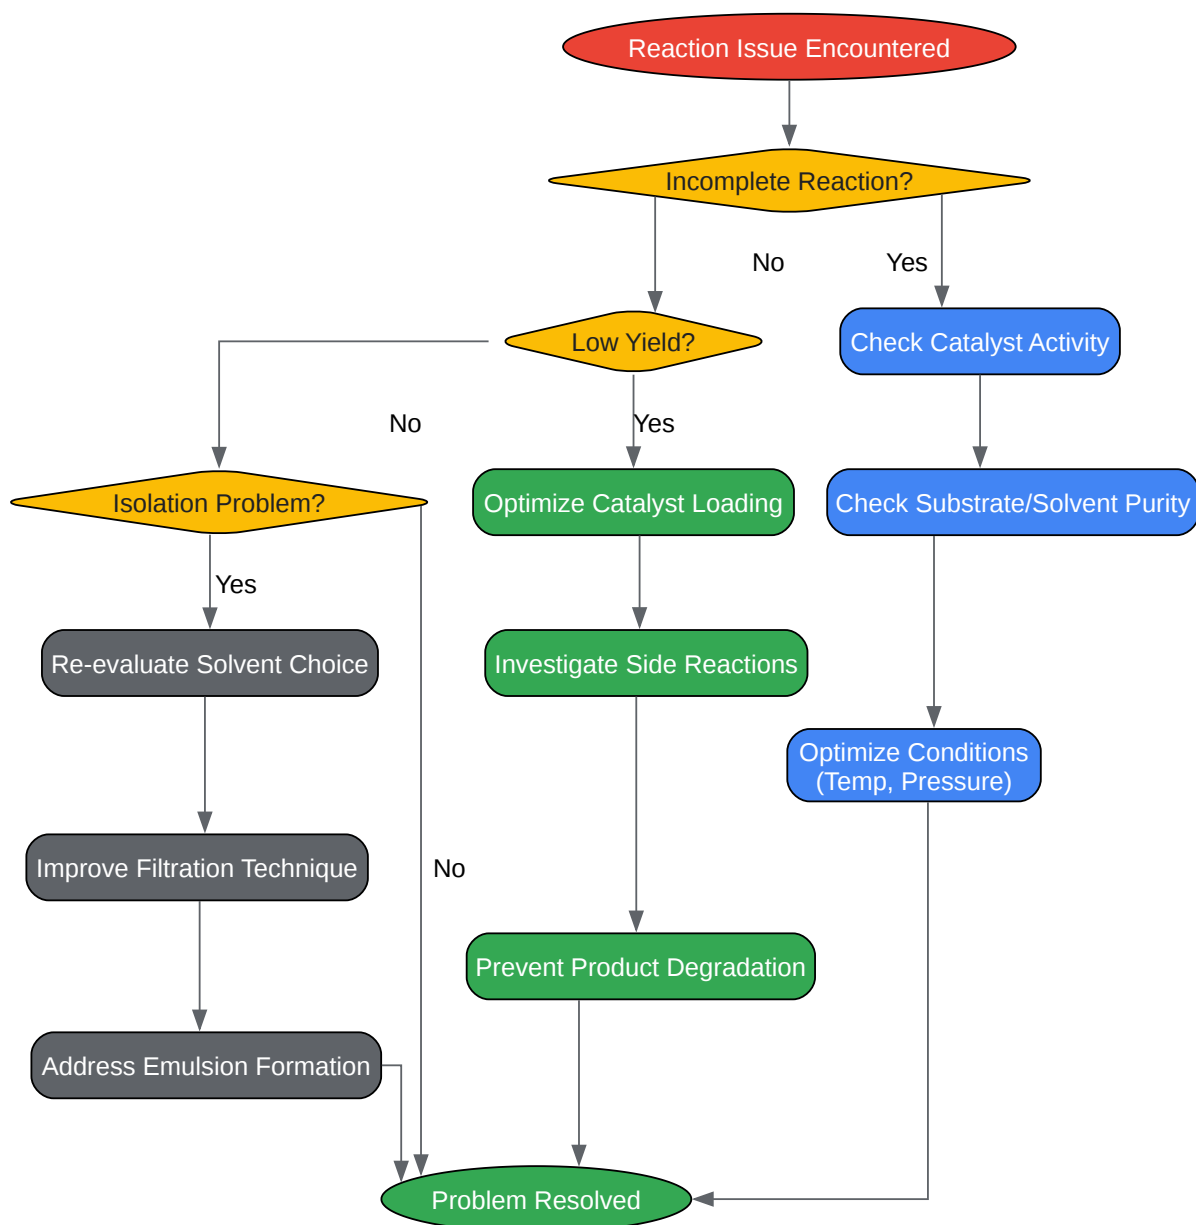 Reaction Issue Encountered
Incomplete Reaction?
No
Yes
Low Yield?
Check Catalyst Activity
No
Yes
Isolation Problem?
Optimize Catalyst Loading
Check Substrate/Solvent Purity
Yes
Re-evaluate Solvent Choice
Investigate Side Reactions
Optimize Conditions
(Temp, Pressure)
Improve Filtration Technique
No
Prevent Product Degradation
Address Emulsion Formation
Problem Resolved